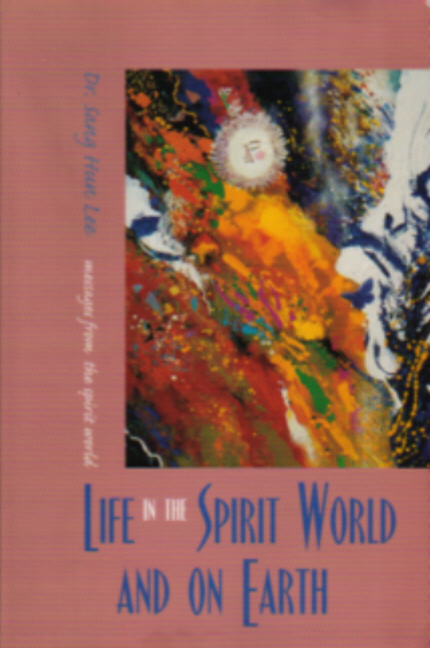 Dr. Sang Hun Lee
messages from the spirit world
LIFE IN THE SPIRIT WORLD
AND ON EARTH